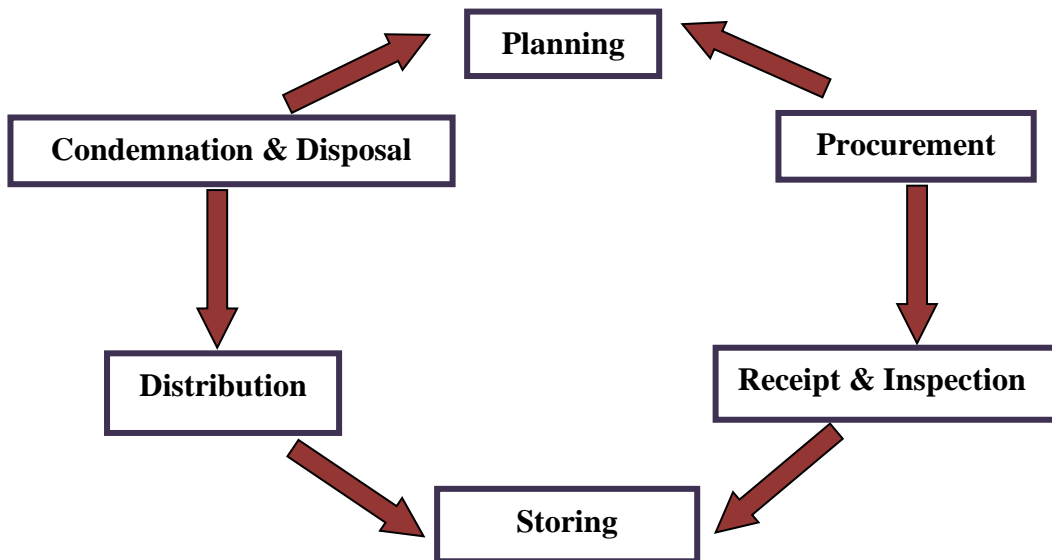 Planning
Condemnation & Disposal
Procurement
Distribution
Receipt & Inspection
Storing